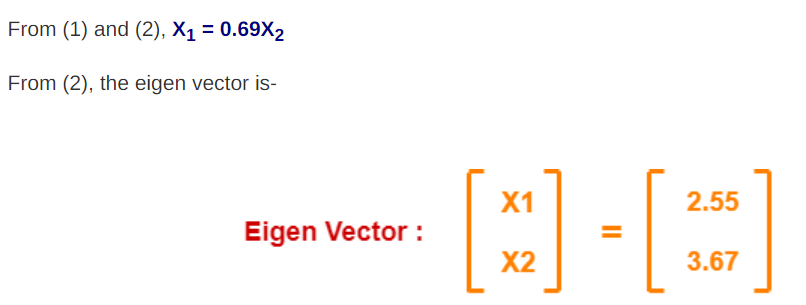 From (1) and (2), X1 = 0.69X2
From (2), the eigen vector is-
X1 2.55
Eigen Vector : =
X2 3.67